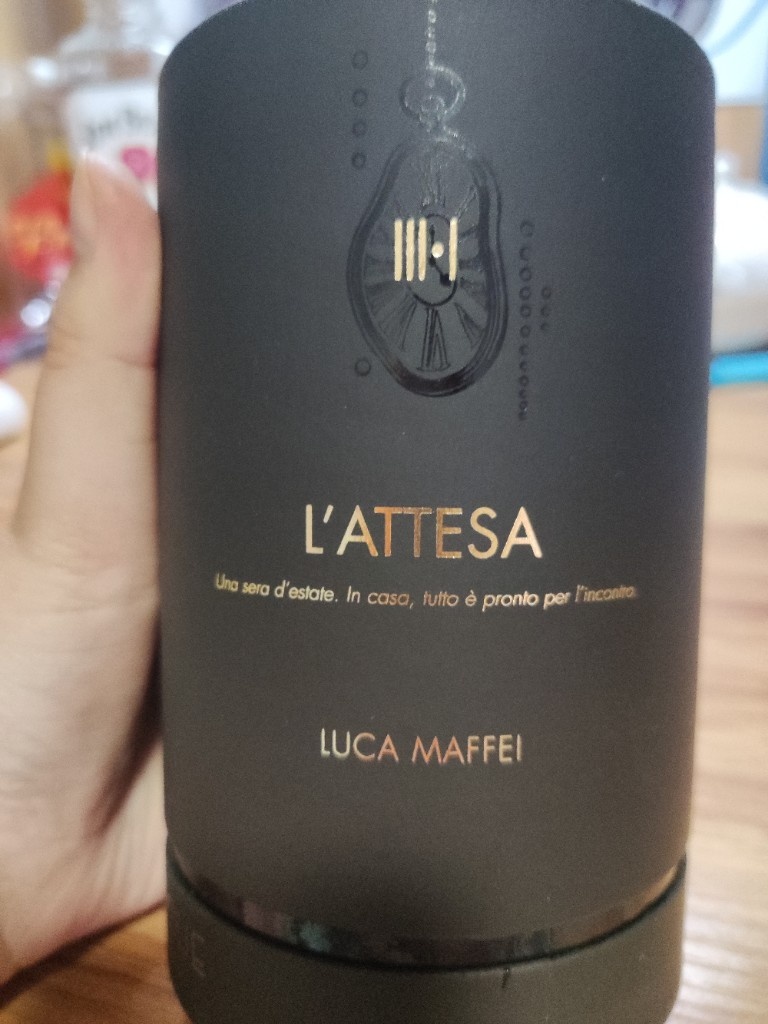 L'ATTESA
Una sera d'estate. In casa, tutto è pronto per l'incontro.
LUCA MAFFEI